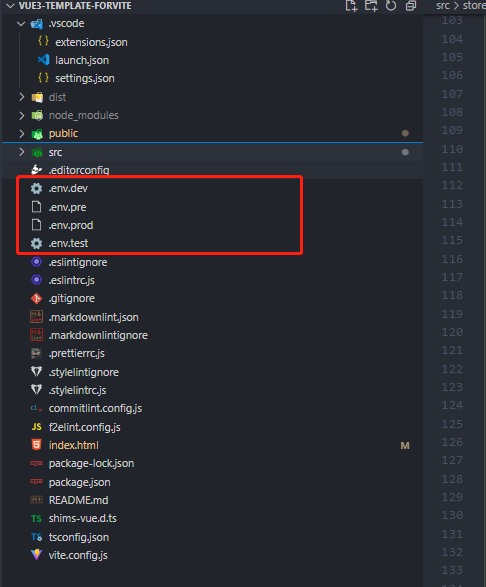 VUE3-TEMPLATE-FORVITE
src > store
.vscode
{ } extensions.json
launch.json
{ } settings.json
dist
node_modules
public
src
.editorconfig
.env.dev
.env.pre
.env.prod
.env.test
.eslintignore
.eslintrc.js
.gitignore
.markdownlint.json
.markdownlintignore
.prettierrc.js
.stylelintignore
.stylelintrc.js
commitlint.config.js
JS f2elint.config.js
index.html M
package-lock.json
package.json
README.md
TS shims-vue.d.ts
TS tsconfig.json
vite.config.js
103
104
105
106
107
108
109
110
111
112
113
114
115
116
117
118
119
120
121
122
123
124
125
126
127
128
129
130
131
132
133